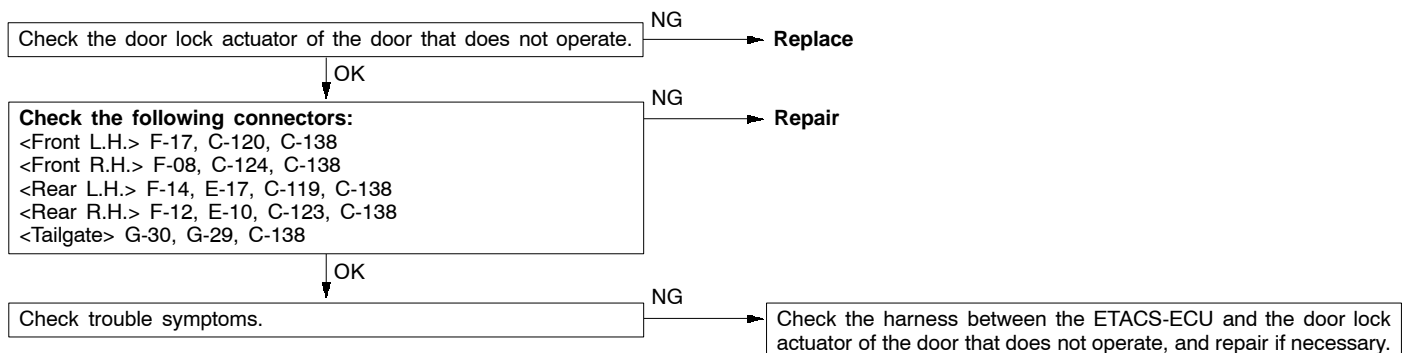 Check the door lock actuator of the door that does not operate.
NG
Replace
OK
Check the following connectors:
<Front L.H.> F-17, C-120, C-138
<Front R.H.> F-08, C-124, C-138
<Rear L.H.> F-14, E-17, C-119, C-138
<Rear R.H.> F-12, E-10, C-123, C-138
<Tailgate> G-30, G-29, C-138
NG
Repair
OK
Check trouble symptoms.
NG
Check the harness between the ETACS-ECU and the door lock
actuator of the door that does not operate, and repair if necessary.